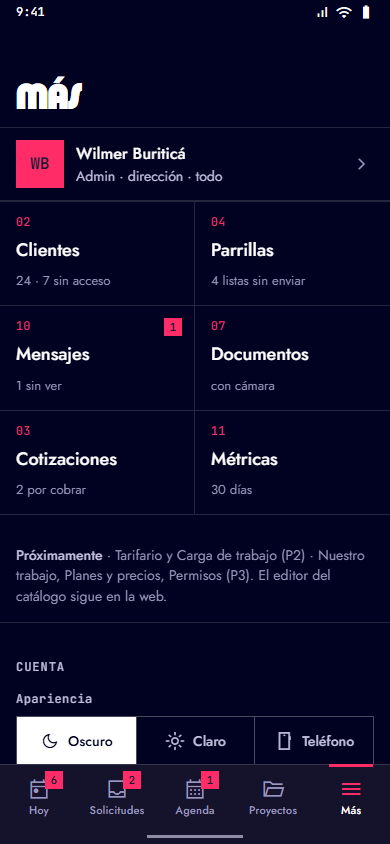 9:41
MÁS
WB
Wilmer Buriticá
Admin · dirección · todo
02
Clientes
24 · 7 sin acceso
04
Parrillas
4 listas sin enviar
10
1
Mensajes
1 sin ver
07
Documentos
con cámara
03
Cotizaciones
2 por cobrar
11
Métricas
30 días
Próximamente · Tarifario y Carga de trabajo (P2) · Nuestro
trabajo, Planes y precios, Permisos (P3). El editor del
catálogo sigue en la web.
CUENTA
Apariencia
Oscuro
Claro
Teléfono
6
Hoy
2
Solicitudes
1
Agenda
Proyectos
Más